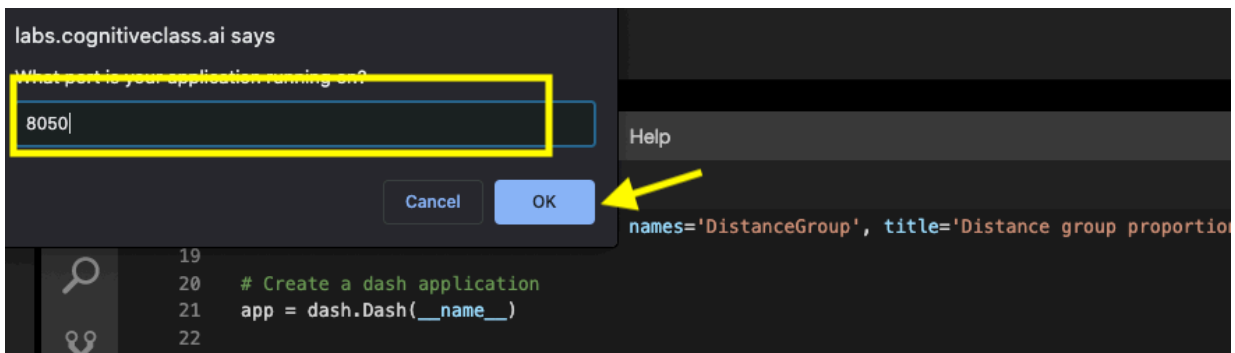 labs.cognitiveclass.ai says
What port is your application running on?
8050
Cancel
OK
Help
names='DistanceGroup', title='Distance group proportion
19
20 # Create a dash application
21 app = dash.Dash(__name__)
22